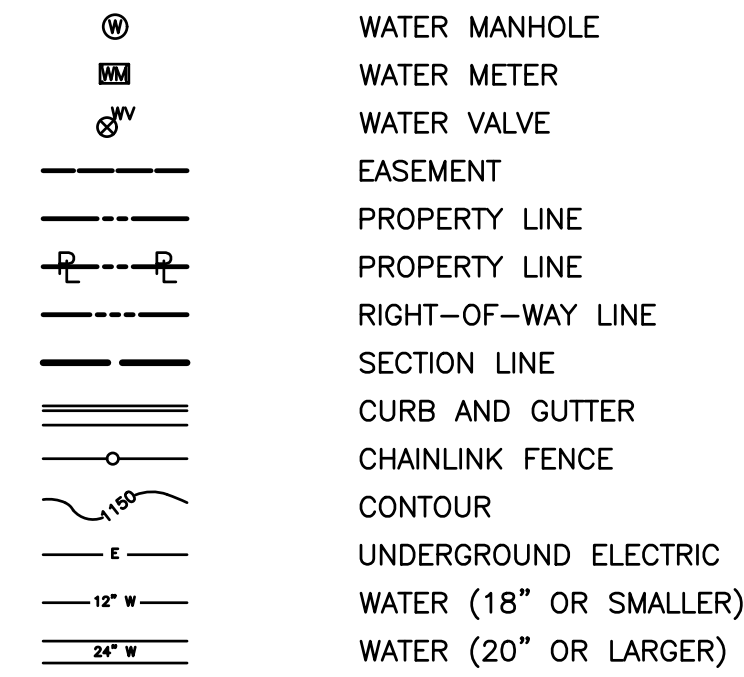 W WATER MANHOLE
WM WATER METER
WV WATER VALVE
EASEMENT
PROPERTY LINE
PL PL PROPERTY LINE
RIGHT-OF-WAY LINE
SECTION LINE
CURB AND GUTTER
CHAINLINK FENCE
1150 CONTOUR
E UNDERGROUND ELECTRIC
12" W WATER (18" OR SMALLER)
24" W WATER (20" OR LARGER)